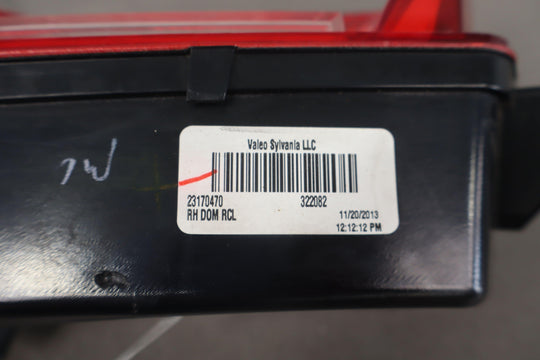 Valeo Sylvania LLC
23170470 322082
RH DOM RCL 11/20/2013
12:12:12 PM